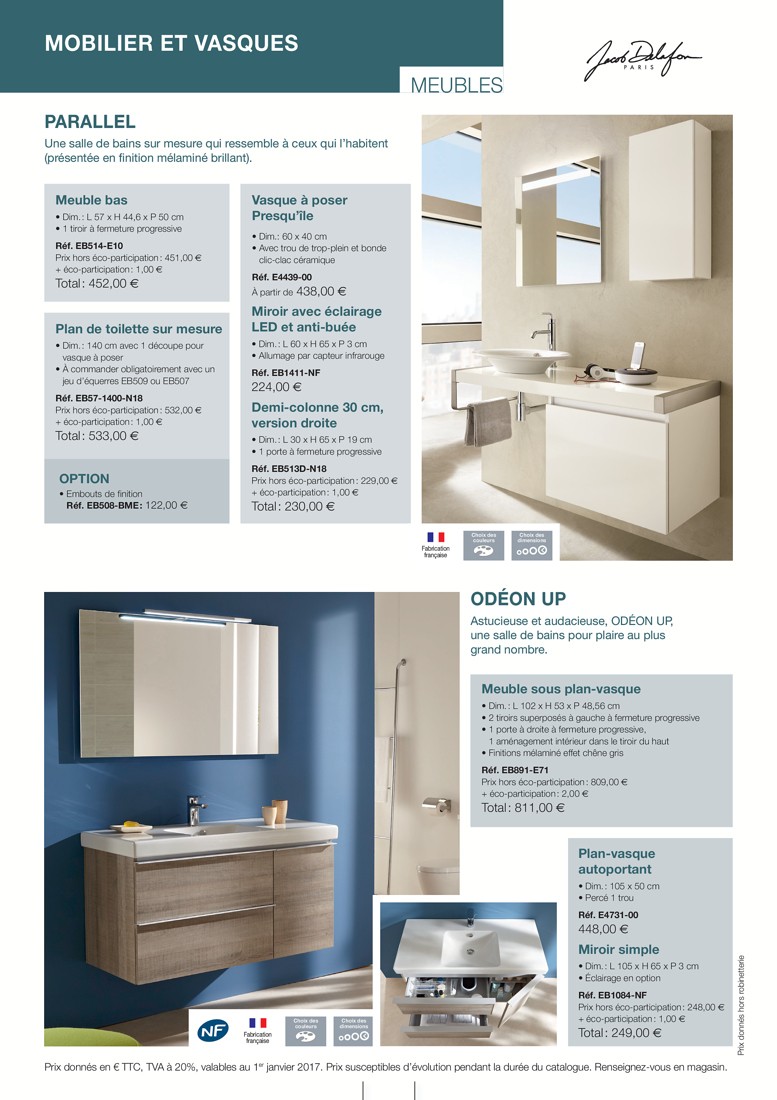 MOBILIER ET VASQUES
MEUBLES
Jacob Delafon
PARIS
PARALLEL
Une salle de bains sur mesure qui ressemble à ceux qui l'habitent
(présentée en finition mélaminé brillant).
Meuble bas
• Dim. : L 57 x H 44,6 x P 50 cm
• 1 tiroir à fermeture progressive
Réf. EB514-E10
Prix hors éco-participation : 451,00 €
+ éco-participation : 1,00 €
Total : 452,00 €
Plan de toilette sur mesure
• Dim. : 140 cm avec 1 découpe pour
vasque à poser
• À commander obligatoirement avec un
jeu d'équerres EB509 ou EB507
Réf. EB57-1400-N18
Prix hors éco-participation : 532,00 €
+ éco-participation : 1,00 €
Total : 533,00 €
OPTION
• Embouts de finition
Réf. EB508-BME : 122,00 €
Vasque à poser
Presqu'île
• Dim. : 60 x 40 cm
• Avec trou de trop-plein et bonde
clic-clac céramique
Réf. E4439-00
À partir de 438,00 €
Miroir avec éclairage
LED et anti-buée
• Dim. : L 60 x H 65 x P 3 cm
• Allumage par capteur infrarouge
Réf. EB1411-NF
224,00 €
Demi-colonne 30 cm,
version droite
• Dim. : L 30 x H 65 x P 19 cm
• 1 porte à fermeture progressive
Réf. EB513D-N18
Prix hors éco-participation : 229,00 €
+ éco-participation : 1,00 €
Total : 230,00 €
Fabrication
française
Choix des
couleurs
Choix des
dimensions
ODÉON UP
Astucieuse et audacieuse, ODÉON UP,
une salle de bains pour plaire au plus
grand nombre.
Meuble sous plan-vasque
• Dim. : L 102 x H 53 x P 48,56 cm
• 2 tiroirs superposés à gauche à fermeture progressive
• 1 porte à droite à fermeture progressive,
1 aménagement intérieur dans le tiroir du haut
• Finitions mélaminé effet chêne gris
Réf. EB891-E71
Prix hors éco-participation : 809,00 €
+ éco-participation : 2,00 €
Total : 811,00 €
Plan-vasque
autoportant
• Dim. : 105 x 50 cm
• Percé 1 trou
Réf. E4731-00
448,00 €
Miroir simple
• Dim. : L 105 x H 65 x P 3 cm
• Éclairage en option
Réf. EB1084-NF
Prix hors éco-participation : 248,00 €
+ éco-participation : 1,00 €
Total : 249,00 €
NF
Fabrication
française
Choix des
couleurs
Choix des
dimensions
Prix donnés hors robinetterie
Prix donnés en € TTC, TVA à 20%, valables au 1er janvier 2017. Prix susceptibles d'évolution pendant la durée du catalogue. Renseignez-vous en magasin.